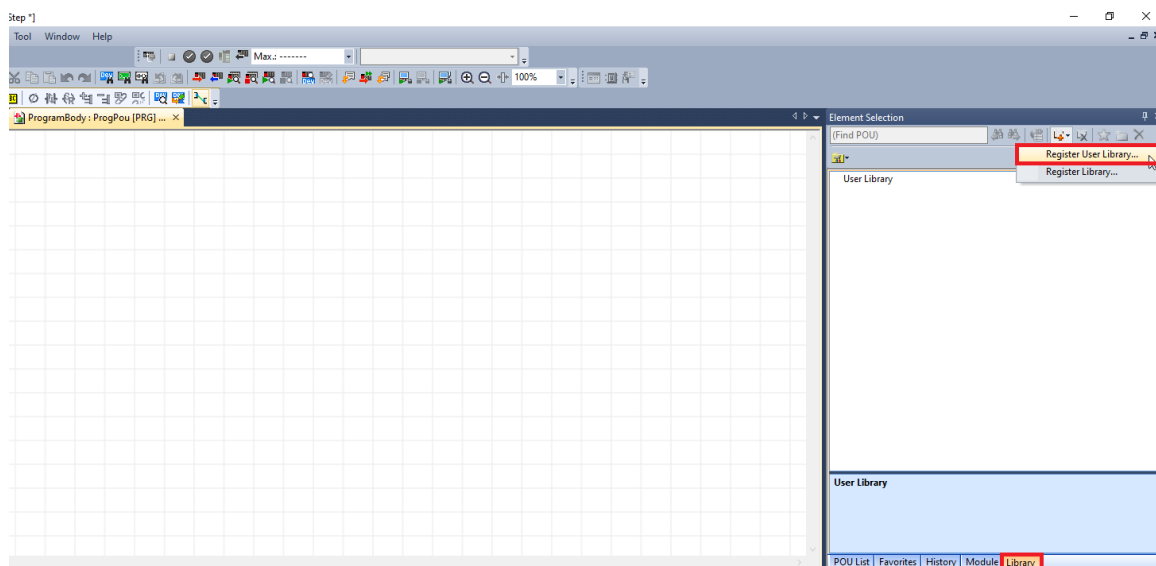 Step *]
Tool Window Help
Max.: -------
100%
ProgramBody : ProgPou [PRG] ...
Element Selection
(Find POU)
Register User Library...
Register Library...
User Library
User Library
POU List Favorites History Module Library